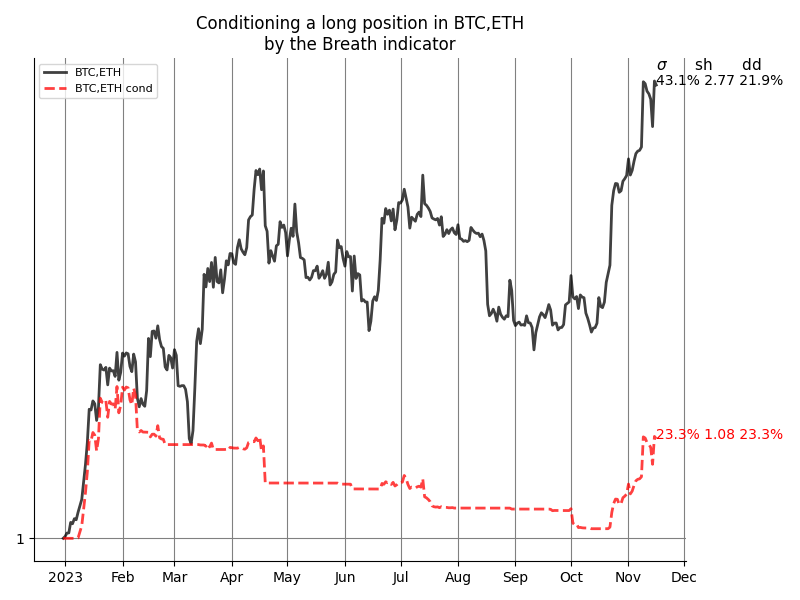 Conditioning a long position in BTC,ETH
by the Breath indicator
σ sh dd
BTC,ETH
BTC,ETH cond
43.1% 2.77 21.9%
23.3% 1.08 23.3%
1
2023 Feb Mar Apr May Jun Jul Aug Sep Oct Nov Dec